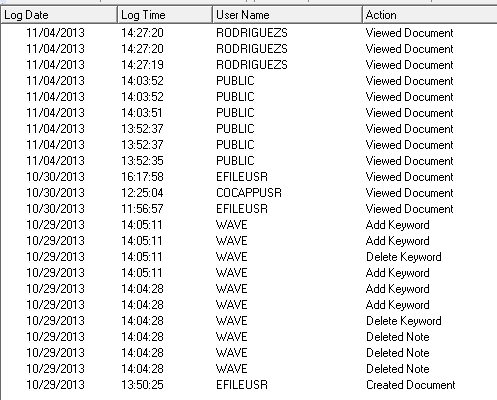 Log Date Log Time User Name Action
11/04/2013 14:27:20 RODRIGUEZS Viewed Document
11/04/2013 14:27:20 RODRIGUEZS Viewed Document
11/04/2013 14:27:19 RODRIGUEZS Viewed Document
11/04/2013 14:03:52 PUBLIC Viewed Document
11/04/2013 14:03:52 PUBLIC Viewed Document
11/04/2013 14:03:51 PUBLIC Viewed Document
11/04/2013 13:52:37 PUBLIC Viewed Document
11/04/2013 13:52:37 PUBLIC Viewed Document
11/04/2013 13:52:35 PUBLIC Viewed Document
10/30/2013 16:17:58 EFILEUSR Viewed Document
10/30/2013 12:25:04 COCAPPUSR Viewed Document
10/30/2013 11:56:57 EFILEUSR Viewed Document
10/29/2013 14:05:11 WAVE Add Keyword
10/29/2013 14:05:11 WAVE Add Keyword
10/29/2013 14:05:11 WAVE Delete Keyword
10/29/2013 14:05:11 WAVE Add Keyword
10/29/2013 14:04:28 WAVE Add Keyword
10/29/2013 14:04:28 WAVE Add Keyword
10/29/2013 14:04:28 WAVE Delete Keyword
10/29/2013 14:04:28 WAVE Deleted Note
10/29/2013 14:04:28 WAVE Deleted Note
10/29/2013 14:04:28 WAVE Deleted Note
10/29/2013 13:50:25 EFILEUSR Created Document